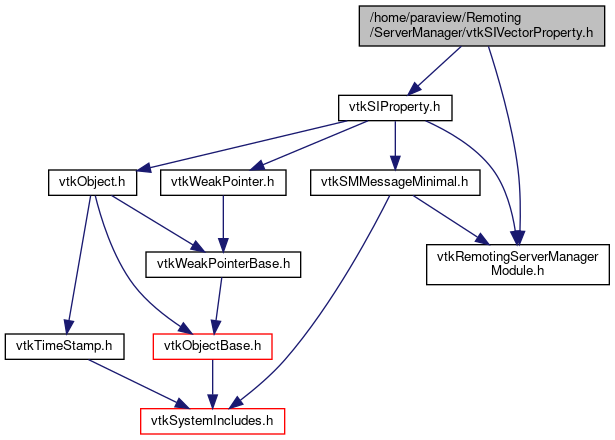 /home/paraview/Remoting
/ServerManager/vtkSIVectorProperty.h
vtkSIProperty.h
vtkObject.h
vtkWeakPointer.h
vtkSMMessageMinimal.h
vtkWeakPointerBase.h
vtkRemotingServerManager
Module.h
vtkTimeStamp.h
vtkObjectBase.h
vtkSystemIncludes.h